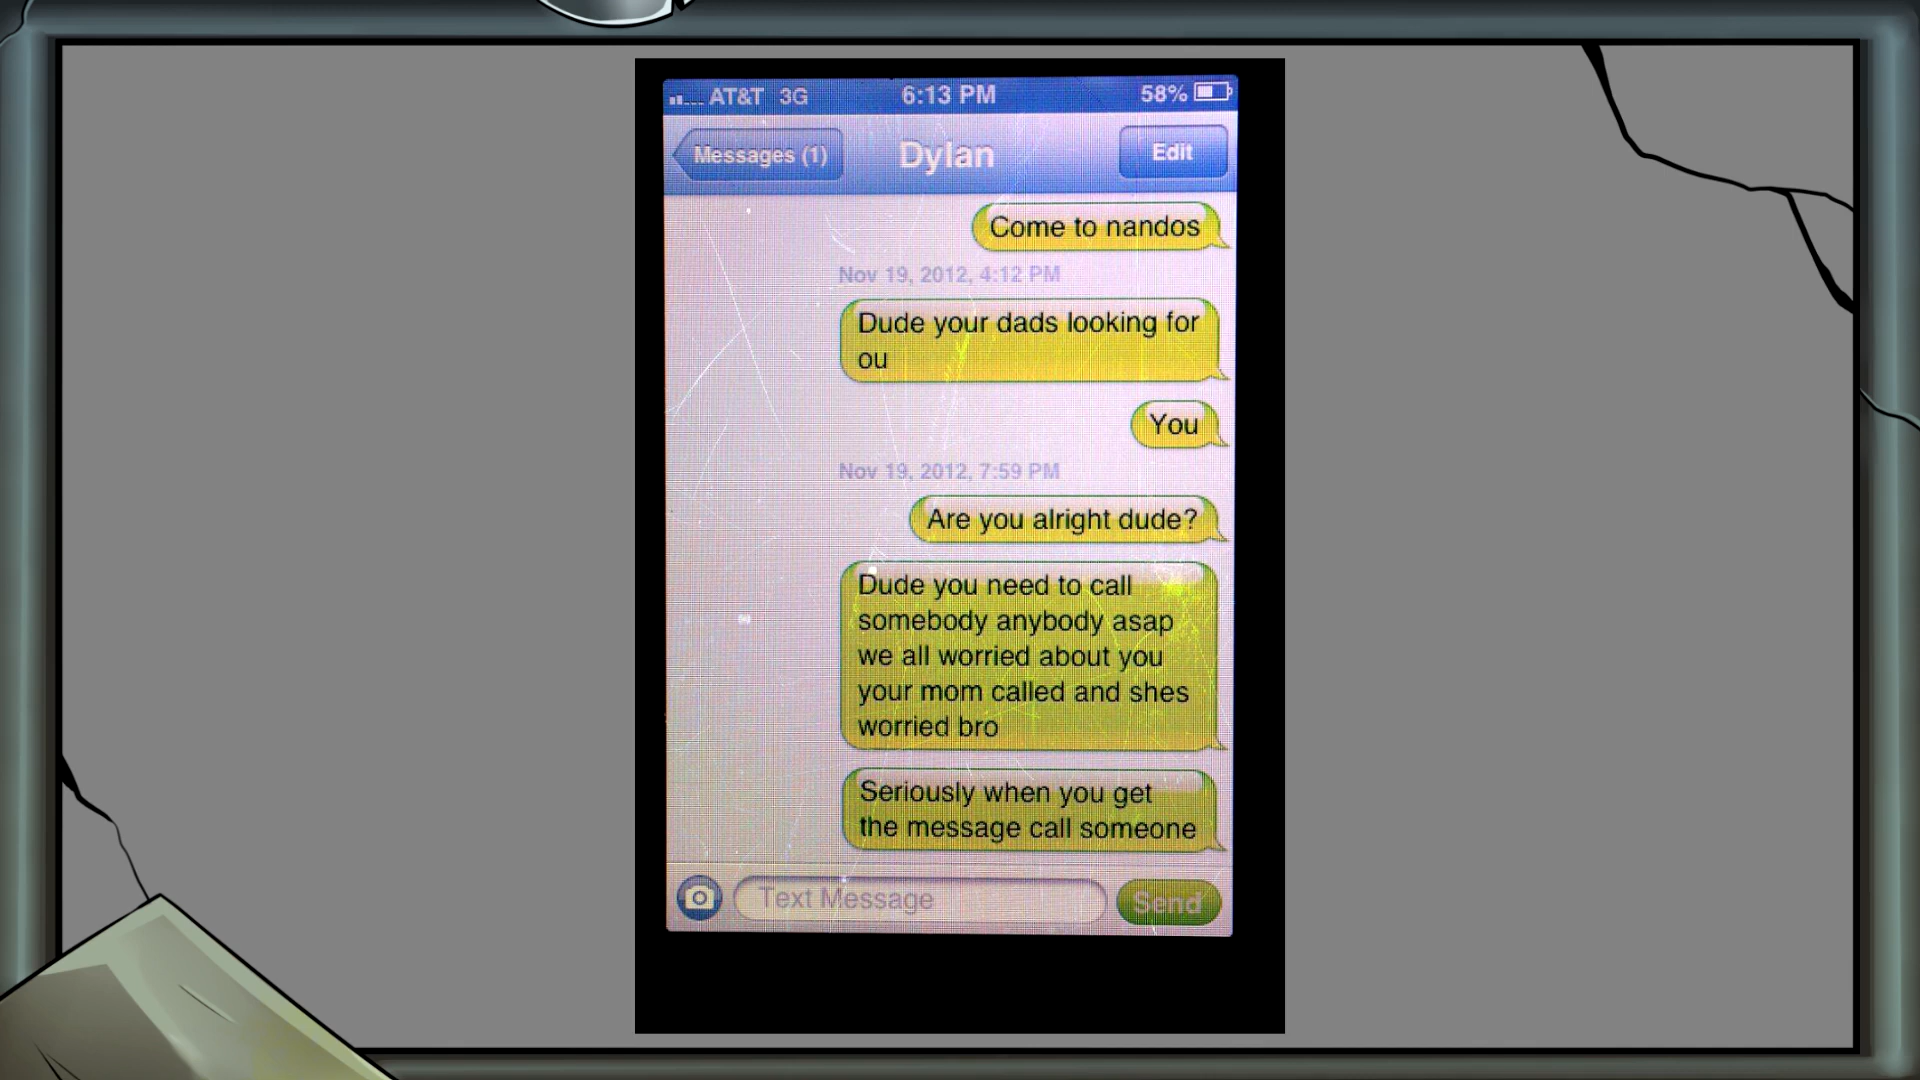 AT&T 3G 6:13 PM 58%
Messages (1) Dylan Edit
Come to nandos
Nov 19, 2012, 4:12 PM
Dude your dads looking for
ou
You
Nov 19, 2012, 7:59 PM
Are you alright dude?
Dude you need to call
somebody anybody asap
we all worried about you
your mom called and shes
worried bro
Seriously when you get
the message call someone
Text Message Send